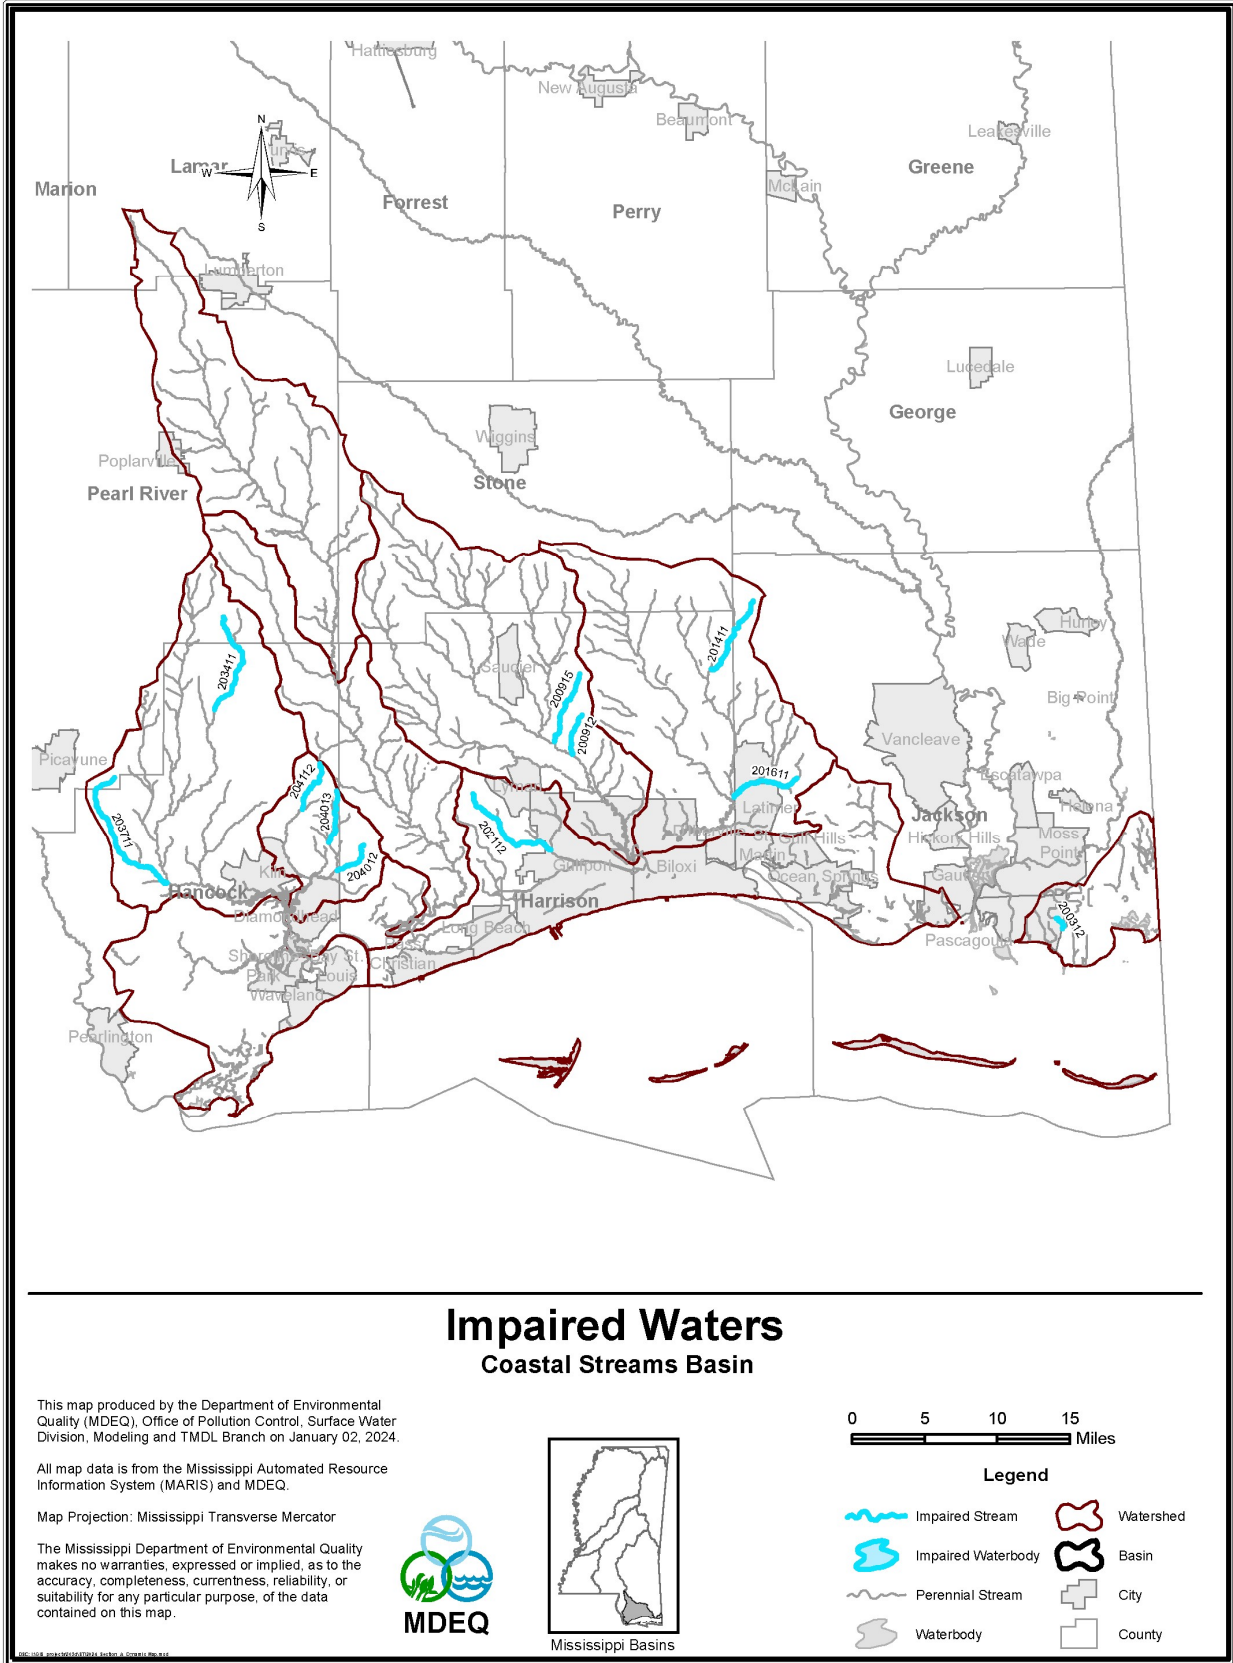 Hattiesburg
New Augusta
Beaumont
Leakesville
N
W
E
S
Lamar
Marion
Forrest
Perry
McLain
Greene
Lumberton
Lucedale
George
Wiggins
Poplarville
Pearl River
Stone
Hurley
Wade
Big Point
203411
201411
Saucier
200915
200912
Vancleave
Picayune
Escatawpa
204112
204013
201611
Lyman
Latimer
Helena
203711
202112
Jackson
Hickory Hills
Moss
Point
D'Iberville
St.
Martin
Gulf Hills
Gulfport
Biloxi
Ocean Springs
Gautier
204012
Kiln
Hancock
Harrison
Diamondhead
Long Beach
200312
Pascagoula
Pass
Christian
Bay St.
Louis
Park
Waveland
Pearlington
Impaired Waters
Coastal Streams Basin
This map produced by the Department of Environmental
Quality (MDEQ), Office of Pollution Control, Surface Water
Division, Modeling and TMDL Branch on January 02, 2024.
All map data is from the Mississippi Automated Resource
Information System (MARIS) and MDEQ.
Map Projection: Mississippi Transverse Mercator
The Mississippi Department of Environmental Quality
makes no warranties, expressed or implied, as to the
accuracy, completeness, currentness, reliability, or
suitability for any particular purpose, of the data
contained on this map.
MDEQ
Mississippi Basins
0 5 10 15
Miles
Legend
Impaired Stream
Watershed
Impaired Waterbody
Basin
Perennial Stream
City
Waterbody
County